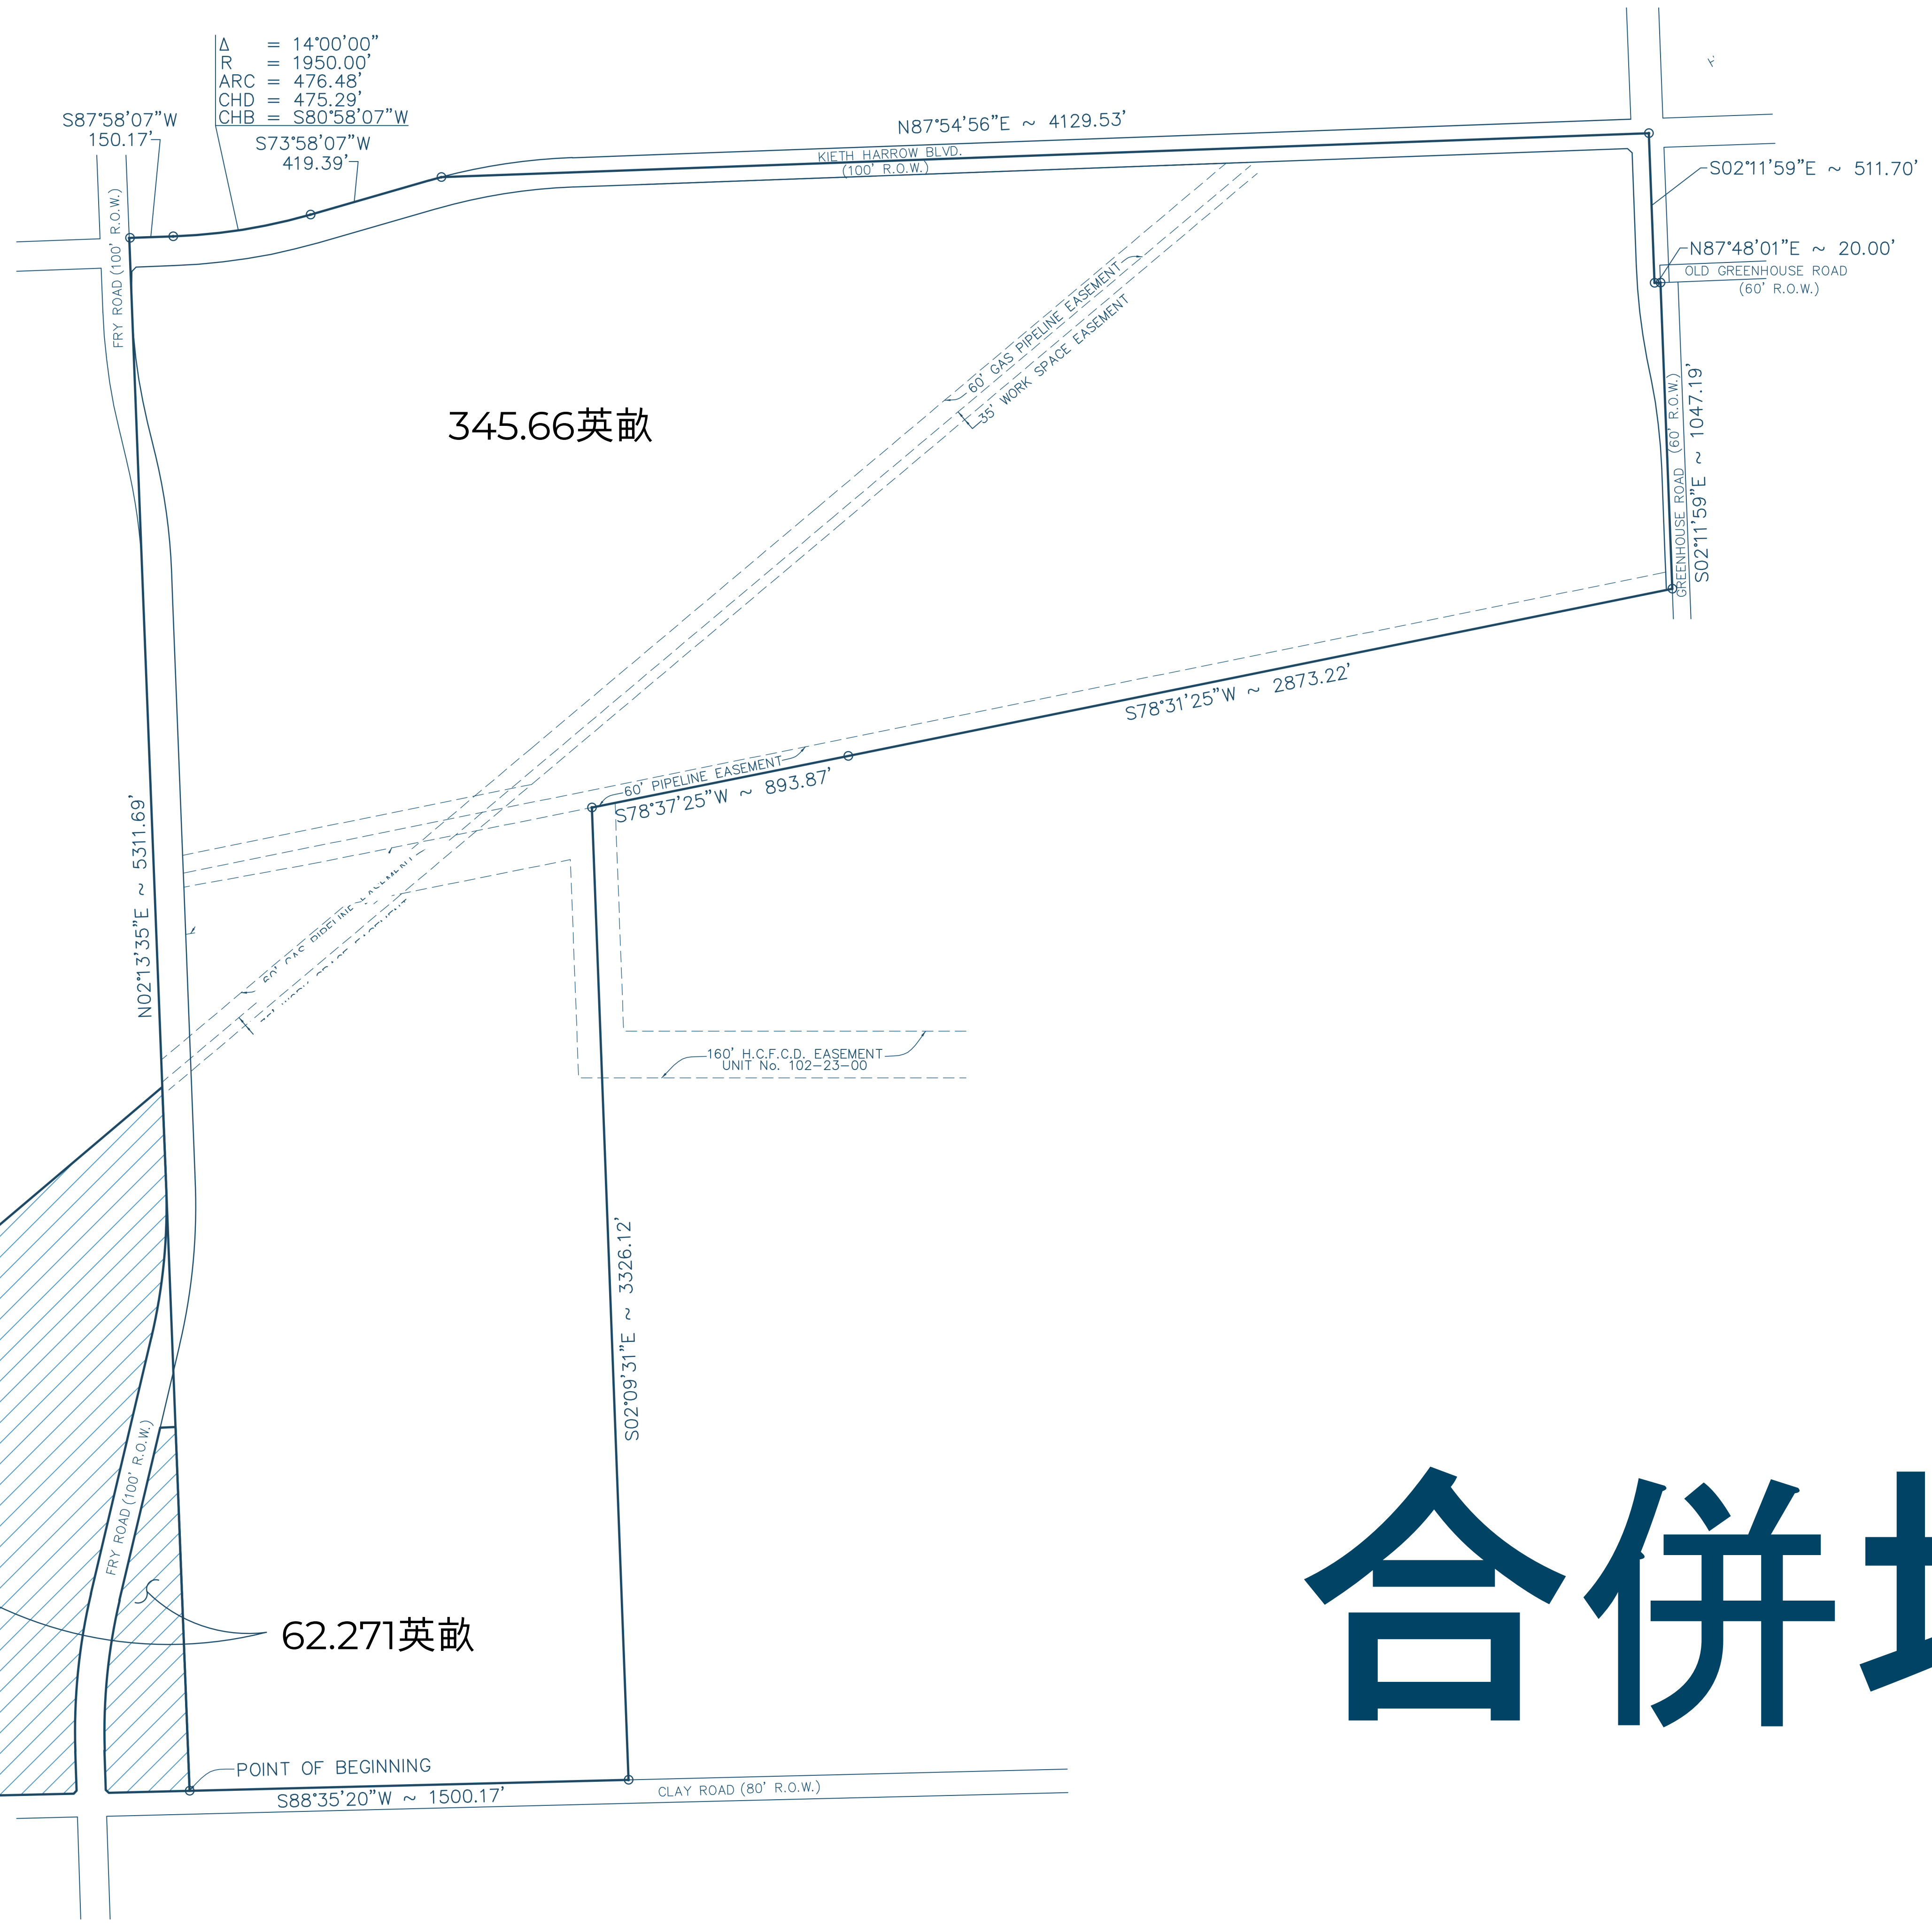 Δ = 14°00'00"
R = 1950.00'
ARC = 476.48'
CHD = 475.29'
CHB = S80°58'07"W
S87°58'07"W
150.17'
S73°58'07"W
419.39'
N87°54'56"E ~ 4129.53'
KIETH HARROW BLVD.
(100' R.O.W.)
S02°11'59"E ~ 511.70'
N87°48'01"E ~ 20.00'
OLD GREENHOUSE ROAD
(60' R.O.W.)
FRY ROAD (100' R.O.W.)
60' GAS PIPELINE EASEMENT
35' WORK SPACE EASEMENT
345.66英畝
GREENHOUSE ROAD (60' R.O.W.)
S02°11'59"E ~ 1047.19'
S78°31'25"W ~ 2873.22'
60' PIPELINE EASEMENT
S78°37'25"W ~ 893.87'
N02°13'35"E ~ 5311.69'
60' GAS PIPELINE EASEMENT
160' H.C.F.C.D. EASEMENT
UNIT No. 102-23-00
S02°09'31"E ~ 3326.12'
FRY ROAD (100' R.O.W.)
62.271英畝
合併
POINT OF BEGINNING
S88°35'20"W ~ 1500.17'
CLAY ROAD (80' R.O.W.)